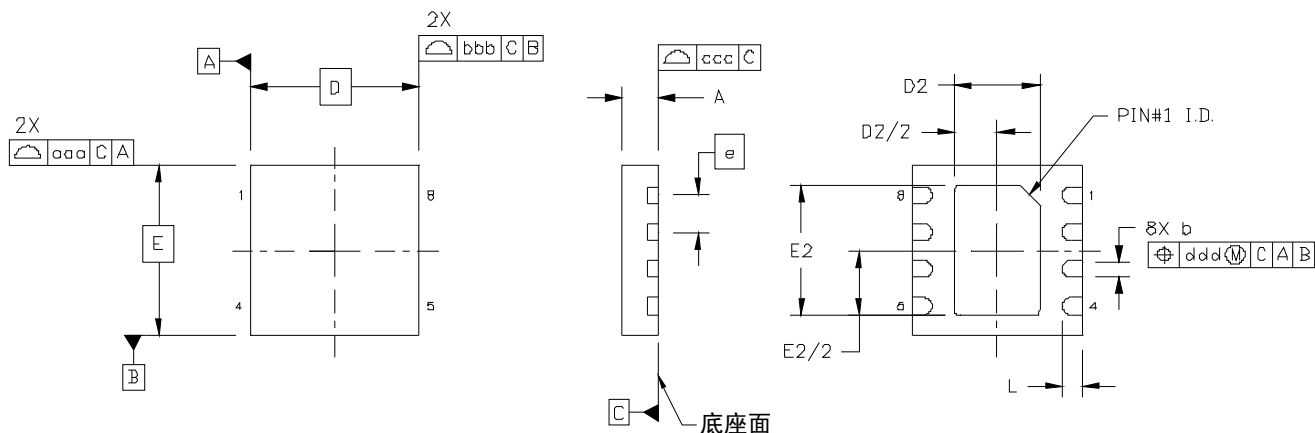 2X
bbb C B
A
D
2X
aaa C A
1
8
E
4
5
B
ccc C
A
e
C
底座面
D2
D2/2
PIN#1 I.D.
8
1
E2
8X b
ddd Ⓜ C A B
4
E2/2
L